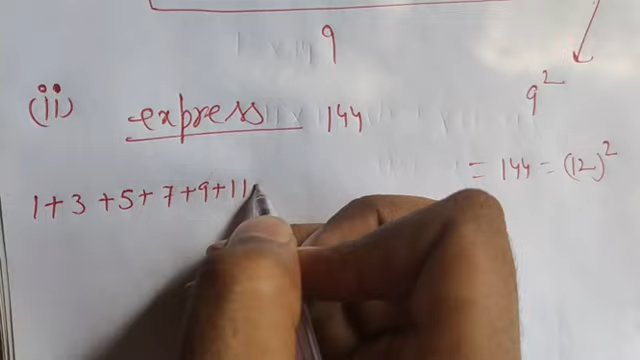 9
9²
(ii) express 144
= 144 = (12)²
1 + 3 + 5 + 7 + 9 + 11